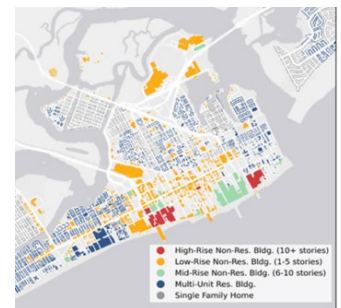 High-Rise Non-Res. Bldg. (10+ stories)
Low-Rise Non-Res. Bldg. (1-5 stories)
Mid-Rise Non-Res. Bldg. (6-10 stories)
Multi-Unit Res. Bldg.
Single Family Home